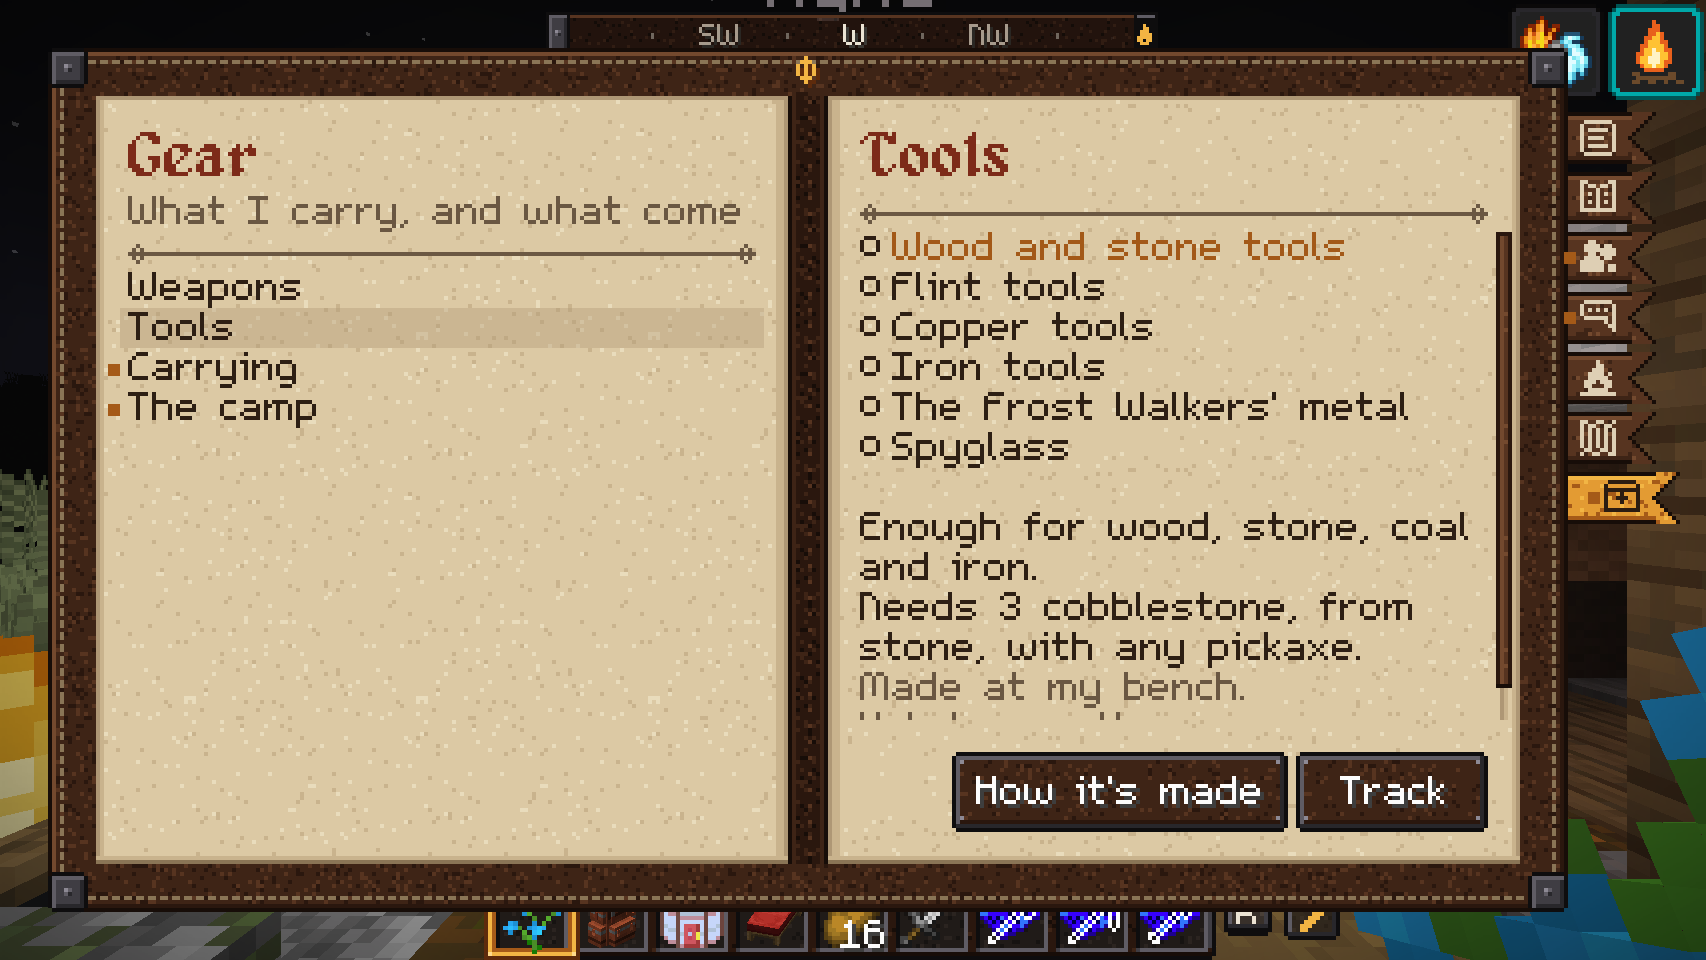 SW · W · NW
Gear
What I carry, and what come
Weapons
Tools
Carrying
The camp
Tools
Wood and stone tools
Flint tools
Copper tools
Iron tools
The Frost Walkers' metal
Spyglass
Enough for wood, stone, coal
and iron.
Needs 3 cobblestone, from
stone, with any pickaxe.
Made at my bench.
How it's made
Track
16